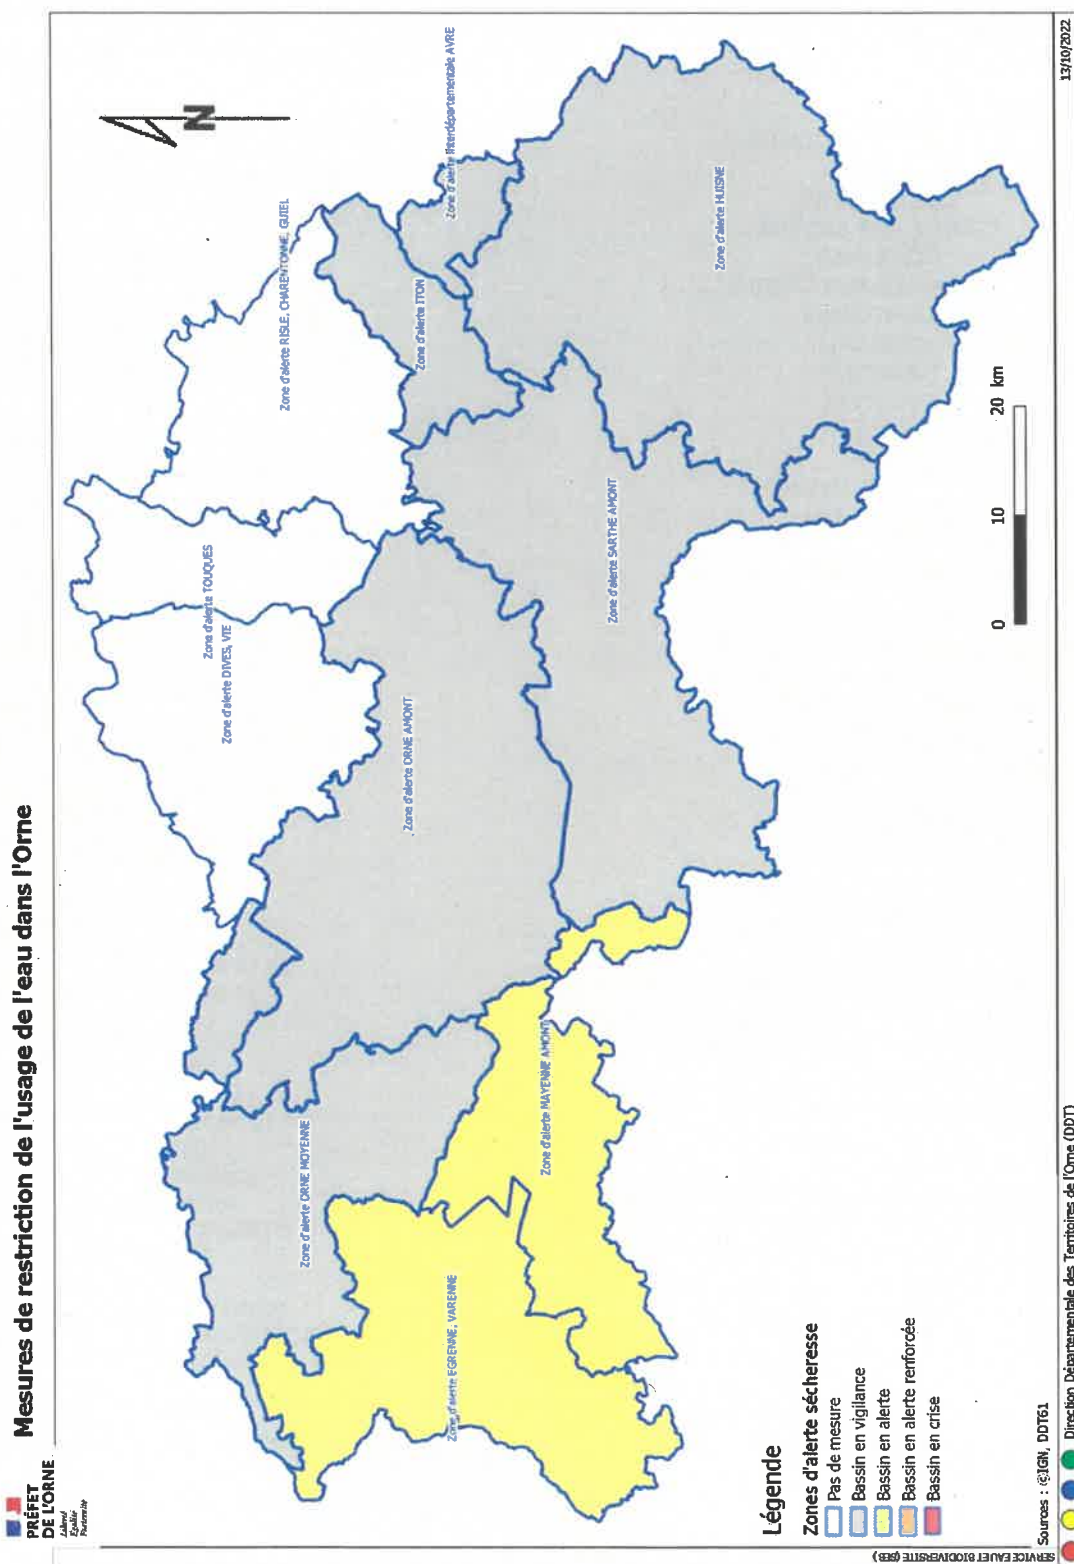 PRÉFET
DE L'ORNE
Liberté
Égalité
Fraternité
Mesures de restriction de l'usage de l'eau dans l'Orne
N
Zone d'alerte Interdépartementale AVRE
Zone d'alerte RISLE, CHARENTONNE, GUIEL
Zone d'alerte ITON
Zone d'alerte HUISNE
Zone d'alerte TOUQUES
Zone d'alerte DIVES, VIE
Zone d'alerte ORNE AMONT
Zone d'alerte SARTHE AMONT
Zone d'alerte ORNE MOYENNE
Zone d'alerte MAYENNE AMONT
Zone d'alerte EGRENNE, VARENNE
0 10 20 km
Légende
Zones d'alerte sécheresse
Pas de mesure
Bassin en vigilance
Bassin en alerte
Bassin en alerte renforcée
Bassin en crise
SERVICE EAU ET BIODIVERSITE (SEB)
Sources : ©IGN, DDT61
Direction Départementale des Territoires de l'Orne (DDT)
13/10/2022